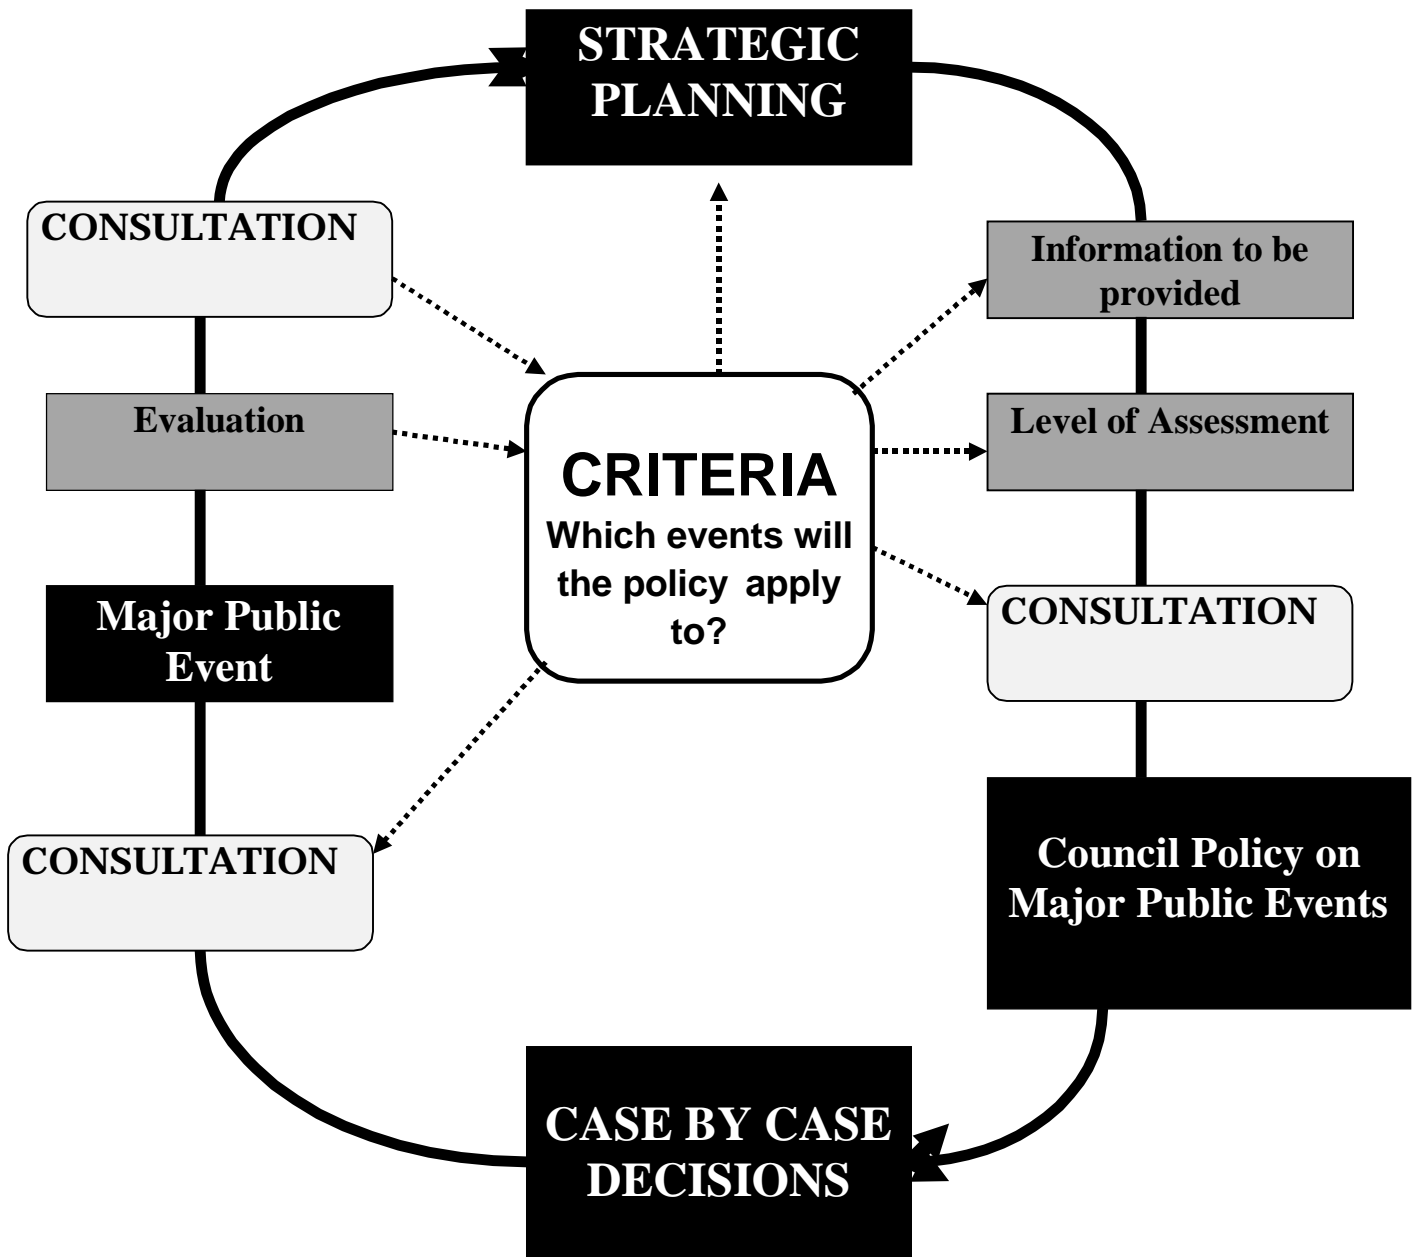 STRATEGIC
PLANNING
CONSULTATION
Information to be
provided
Evaluation
Level of Assessment
CRITERIA
Which events will
the policy apply
to?
Major Public
Event
CONSULTATION
CONSULTATION
Council Policy on
Major Public Events
CASE BY CASE
DECISIONS